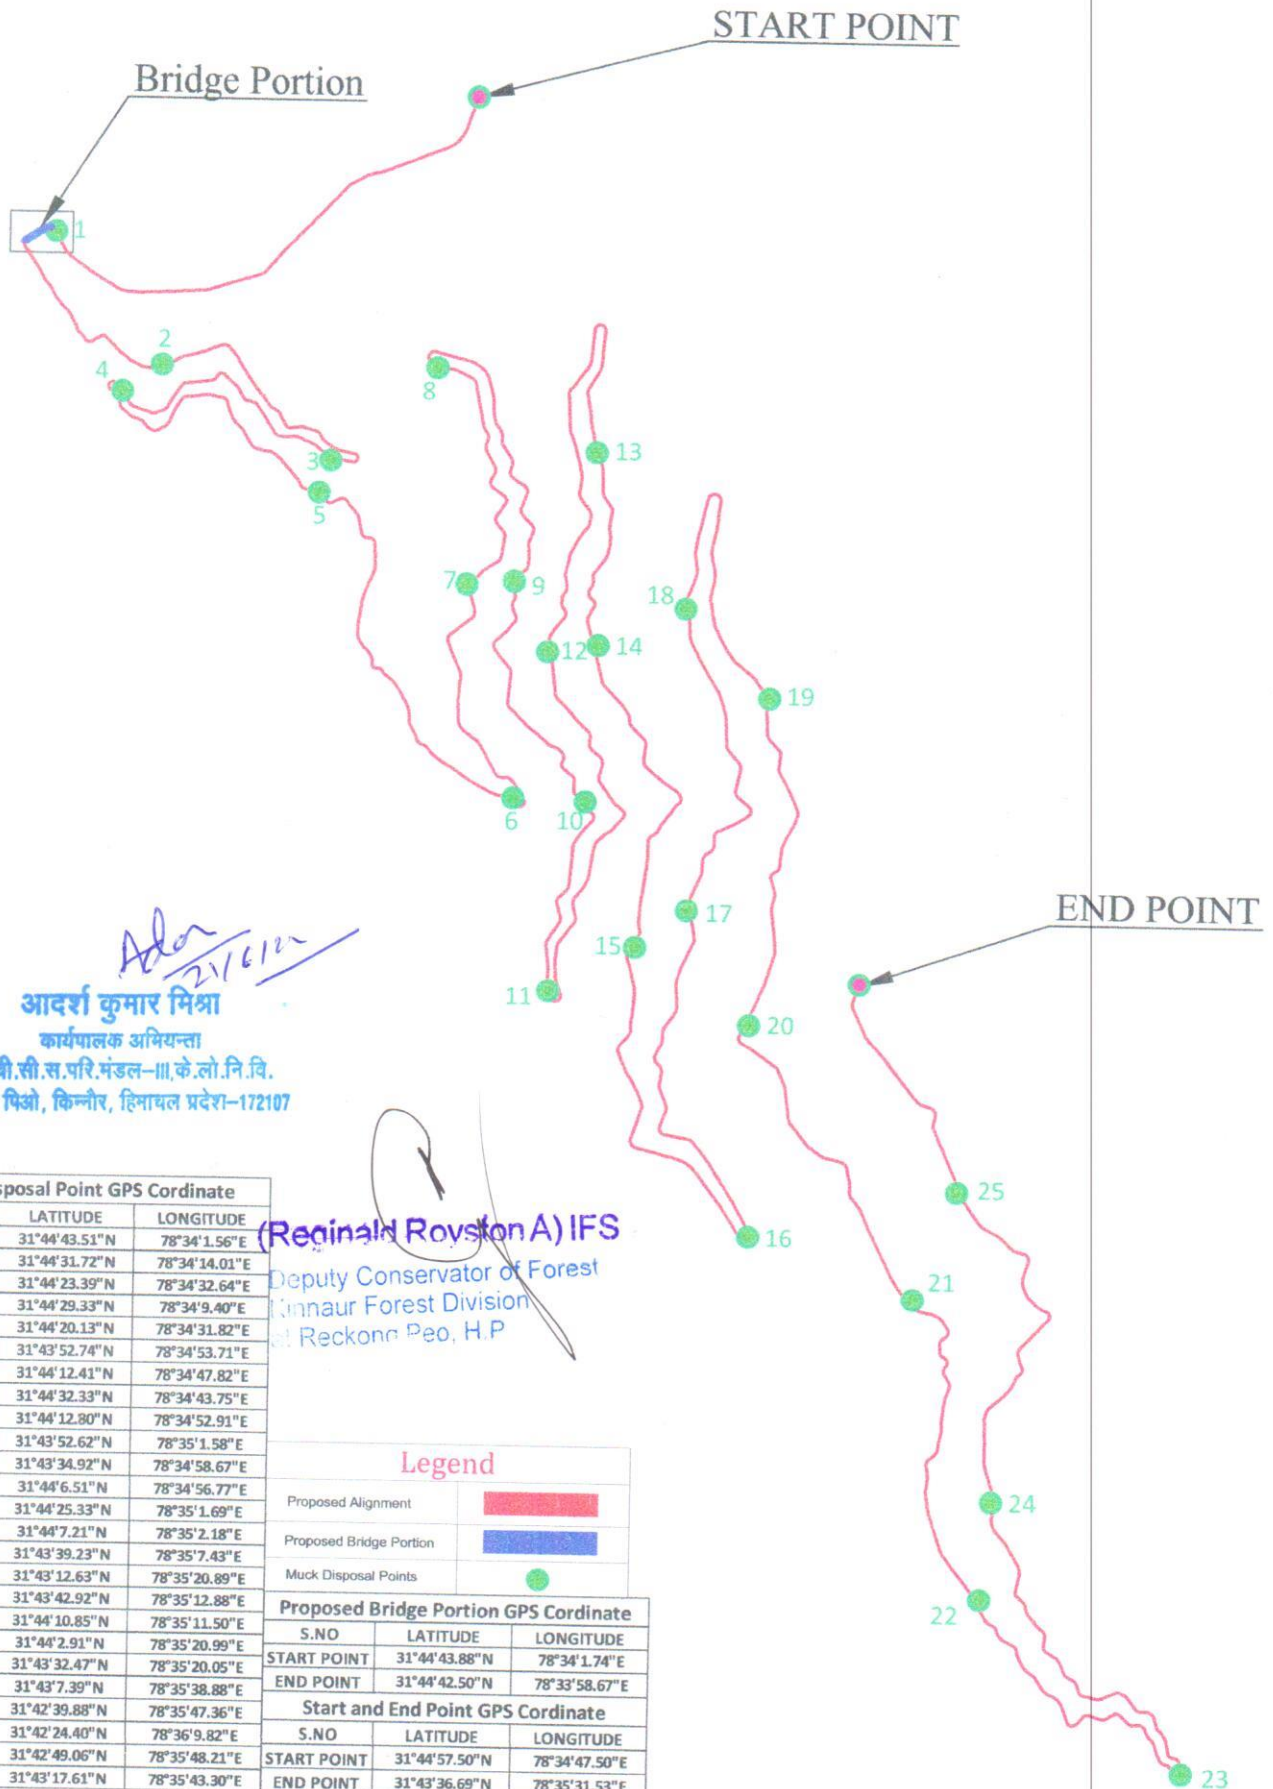 START POINT
Bridge Portion
1
2
4
8
3
13
5
7
9
18
12
14
19
6
10
END POINT
17
15
11
20
आदर्श कुमार मिश्रा
कार्यपालक अभियन्ता
बी.सी.स.परि.मंडल-III,के.लो.नि.वि.
पिओ, किन्नौर, हिमाचल प्रदेश-172107
25
16
21
24
22
23
(Reginald Royston A) IFS
Deputy Conservator of Forest
Kinnaur Forest Division
at Reckong Peo, H.P
sposal Point GPS Cordinate
LATITUDE LONGITUDE
31°44'43.51"N 78°34'1.56"E
31°44'31.72"N 78°34'14.01"E
31°44'23.39"N 78°34'32.64"E
31°44'29.33"N 78°34'9.40"E
31°44'20.13"N 78°34'31.82"E
31°43'52.74"N 78°34'53.71"E
31°44'12.41"N 78°34'47.82"E
31°44'32.33"N 78°34'43.75"E
31°44'12.80"N 78°34'52.91"E
31°43'52.62"N 78°35'1.58"E
31°43'34.92"N 78°34'58.67"E
31°44'6.51"N 78°34'56.77"E
31°44'25.33"N 78°35'1.69"E
31°44'7.21"N 78°35'2.18"E
31°43'39.23"N 78°35'7.43"E
31°43'12.63"N 78°35'20.89"E
31°43'42.92"N 78°35'12.88"E
31°44'10.85"N 78°35'11.50"E
31°44'2.91"N 78°35'20.99"E
31°43'32.47"N 78°35'20.05"E
31°43'7.39"N 78°35'38.88"E
31°42'39.88"N 78°35'47.36"E
31°42'24.40"N 78°36'9.82"E
31°42'49.06"N 78°35'48.21"E
31°43'17.61"N 78°35'43.30"E
Legend
Proposed Alignment
Proposed Bridge Portion
Muck Disposal Points
Proposed Bridge Portion GPS Cordinate
S.NO LATITUDE LONGITUDE
START POINT 31°44'43.88"N 78°34'1.74"E
END POINT 31°44'42.50"N 78°33'58.67"E
Start and End Point GPS Cordinate
S.NO LATITUDE LONGITUDE
START POINT 31°44'57.50"N 78°34'47.50"E
END POINT 31°43'36.69"N 78°35'31.53"E